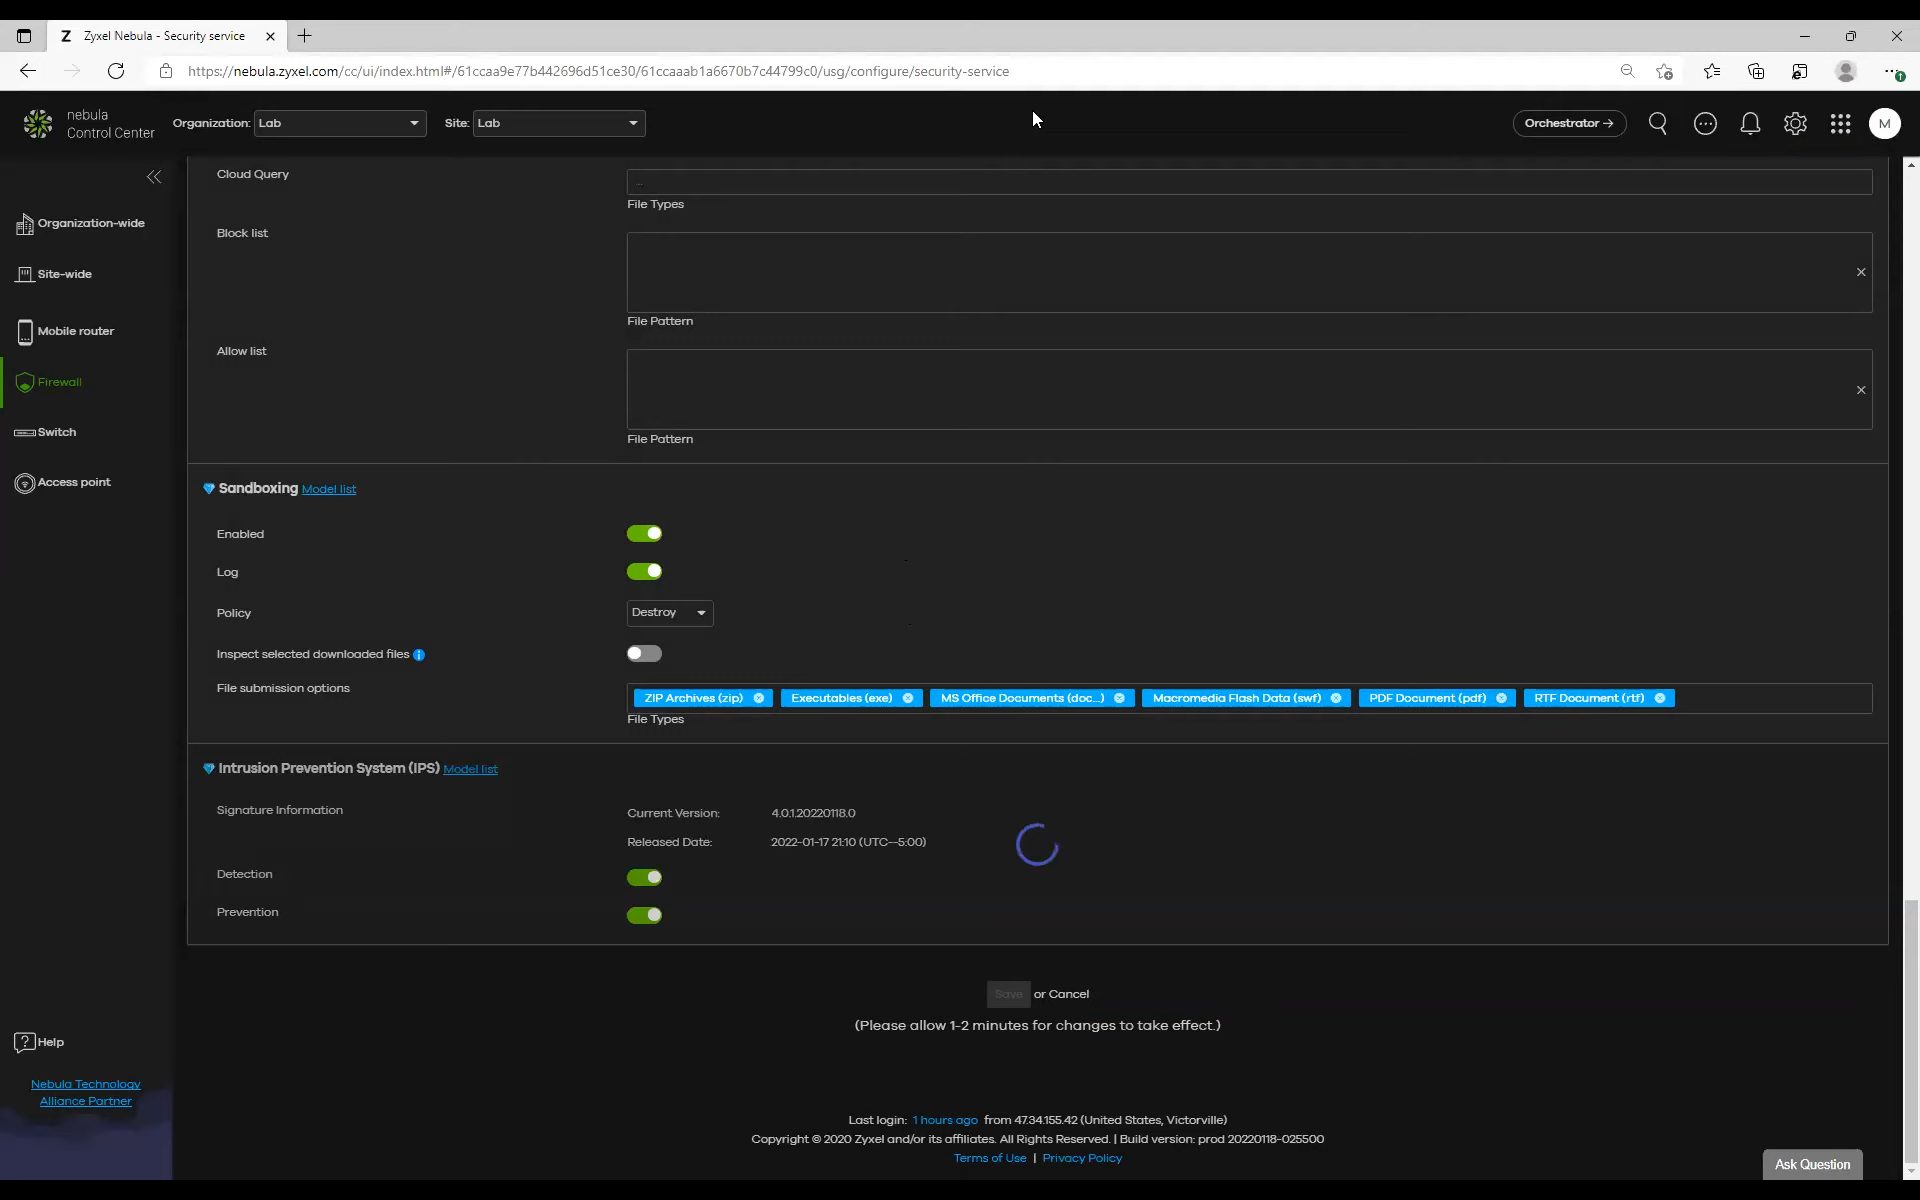 Zyxel Nebula - Security service
https://nebula.zyxel.com/cc/ui/index.html#/61ccaa9e77b442696d51ce30/61ccaaab1a6670b7c44799c0/usg/configure/security-service
nebula
Control Center
Organization: Lab
Site: Lab
Orchestrator →
M
Organization-wide
Site-wide
Mobile router
Firewall
Switch
Access point
Help
Nebula Technology
Alliance Partner
Cloud Query
...
File Types
Block list
File Pattern
Allow list
File Pattern
Sandboxing Model list
Enabled
Log
Policy Destroy
Inspect selected downloaded files
File submission options
ZIP Archives (zip) Executables (exe) MS Office Documents (doc...) Macromedia Flash Data (swf) PDF Document (pdf) RTF Document (rtf)
File Types
Intrusion Prevention System (IPS) Model list
Signature Information
Current Version: 4.0.1.20220118.0
Released Date: 2022-01-17 21:10 (UTC--5:00)
Detection
Prevention
Save or Cancel
(Please allow 1-2 minutes for changes to take effect.)
Last login: 1 hours ago from 47.34.155.42 (United States, Victorville)
Copyright © 2020 Zyxel and/or its affiliates. All Rights Reserved. | Build version: prod 20220118-025500
Terms of Use | Privacy Policy
Ask Question